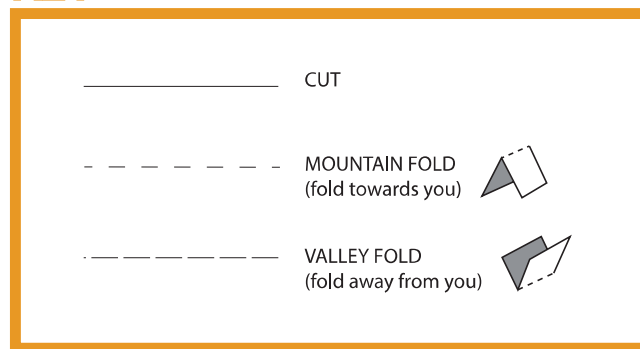 CUT
MOUNTAIN FOLD
(fold towards you)
VALLEY FOLD
(fold away from you)